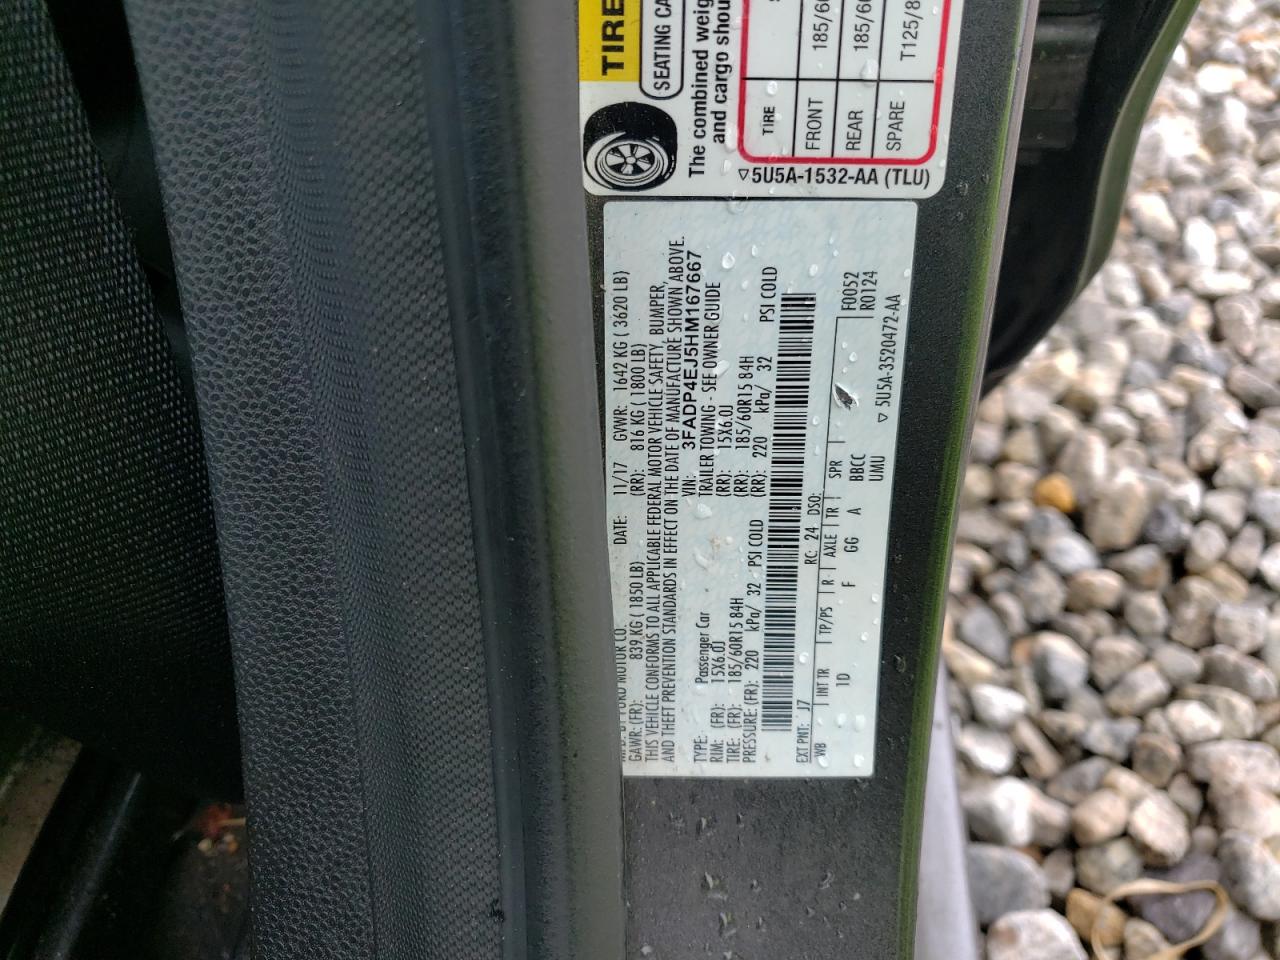 TIRE
SEATING CA
The combined weig
and cargo shou
TIRE
FRONT 185/60
REAR 185/60
SPARE T125/8
5U5A-1532-AA (TLU)
MFD. BY FORD MOTOR CO. DATE: 11/17 GVWR: 1642 KG ( 3620 LB)
GAWR: (FR): 839 KG ( 1850 LB) (RR): 816 KG ( 1800 LB)
THIS VEHICLE CONFORMS TO ALL APPLICABLE FEDERAL MOTOR VEHICLE SAFETY, BUMPER,
AND THEFT PREVENTION STANDARDS IN EFFECT ON THE DATE OF MANUFACTURE SHOWN ABOVE.
VIN: 3FADP4EJ5HM167667
TYPE: Passenger Car TRAILER TOWING - SEE OWNER GUIDE
RIM: (FR): 15X6.0J (RR): 15X6.0J
TIRE: (FR): 185/60R15 84H (RR): 185/60R15 84H
PRESSURE: (FR): 220 kPa/ 32 PSI COLD (RR): 220 kPa/ 32 PSI COLD
EXT PNT: J7 RC: 24 DSO: F0052
WB INT TR TP/PS R AXLE TR SPR R0124
1D F GG A BBCC
UMU
5U5A-3520472-AA